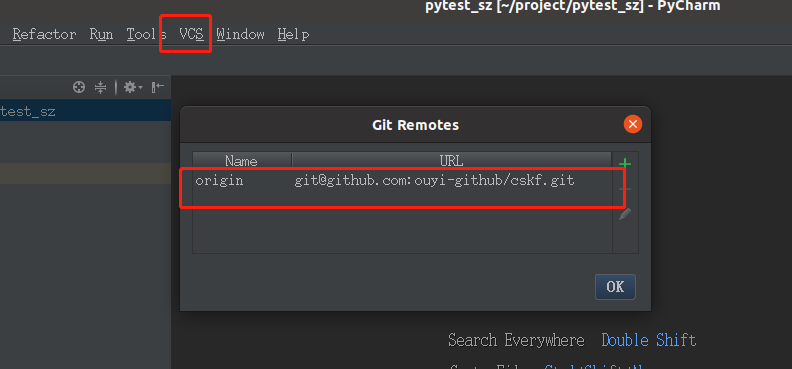 pytest_sz [~/project/pytest_sz] - PyCharm
Refactor Run Tools VCS Window Help
test_sz
Git Remotes
Name URL
origin git@github.com:ouyi-github/cskf.git
OK
Search Everywhere Double Shift